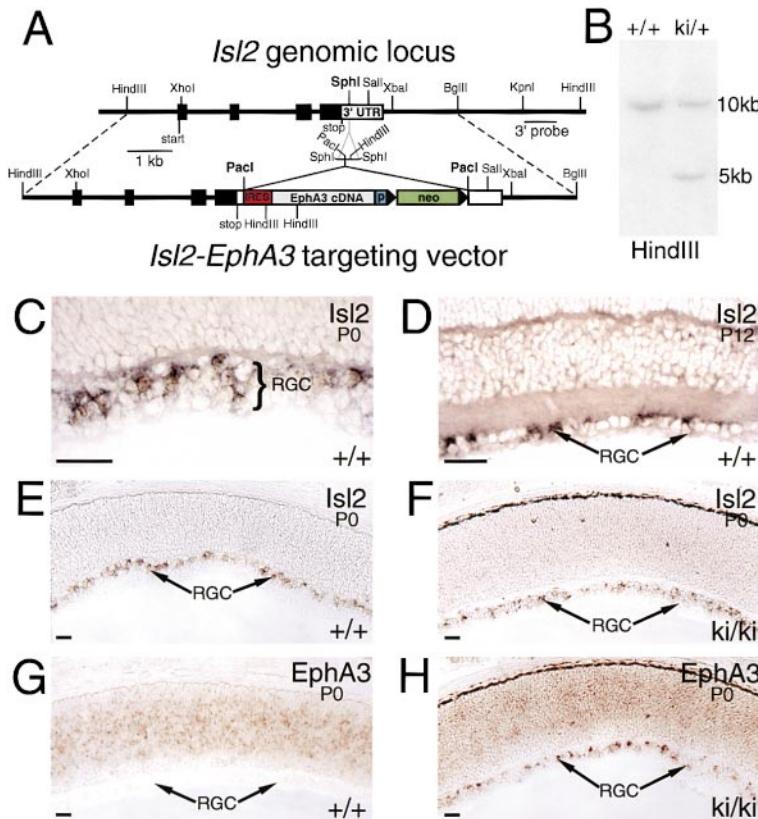 A
Isl2 genomic locus
HindIII
XhoI
SphI
SalI
XbaI
BglII
KpnI
HindIII
3' UTR
start
stop
3' probe
1 kb
PacI
HindIII
SphI
SphI
HindIII
XhoI
PacI
PacI
SalI
XbaI
BglII
IRES
EphA3 cDNA
p
neo
stop
HindIII
HindIII
Isl2-EphA3 targeting vector
B
+/+ ki/+
10kb
5kb
HindIII
C
Isl2
P0
RGC
+/+
D
Isl2
P12
RGC
+/+
E
Isl2
P0
RGC
+/+
F
Isl2
P0
RGC
ki/ki
G
EphA3
P0
RGC
+/+
H
EphA3
P0
RGC
ki/ki